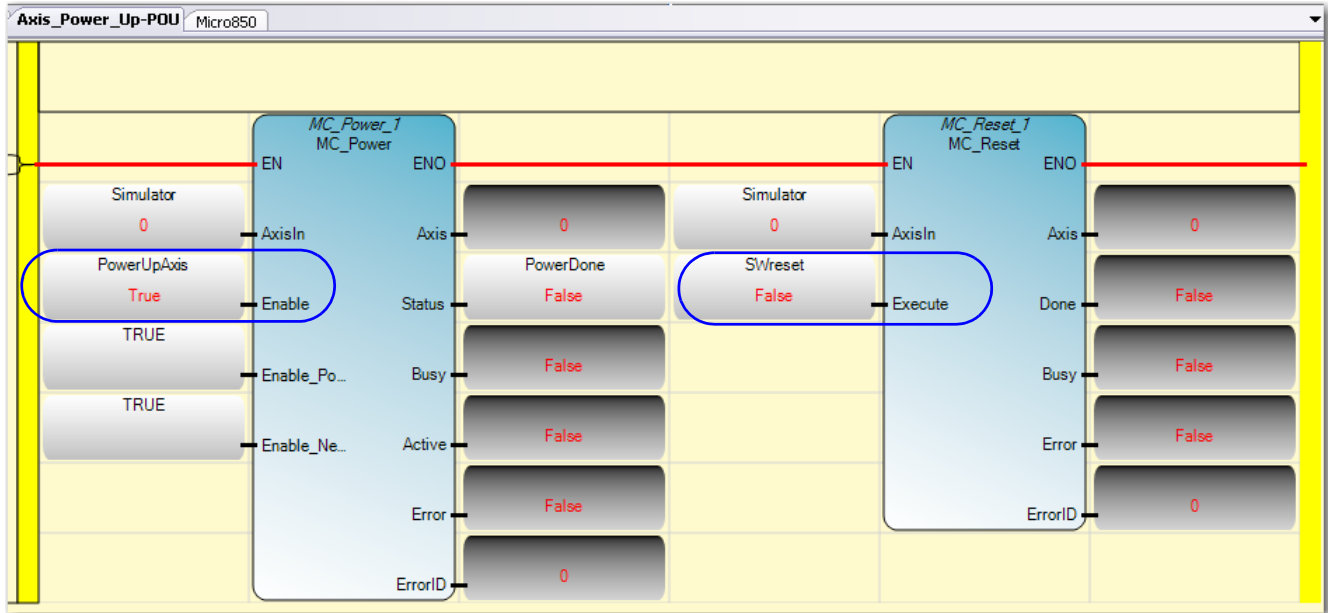 Axis_Power_Up-POU Micro850
MC_Power_1 MC_Reset_1
MC_Power MC_Reset
EN ENO EN ENO
Simulator Simulator
0 AxisIn Axis 0 0 AxisIn Axis 0
PowerUpAxis PowerDone SWreset
True Enable Status False False Execute Done False
TRUE
Enable_Po... Busy False Busy False
TRUE
Enable_Ne... Active False Error False
Error False ErrorID 0
ErrorID 0